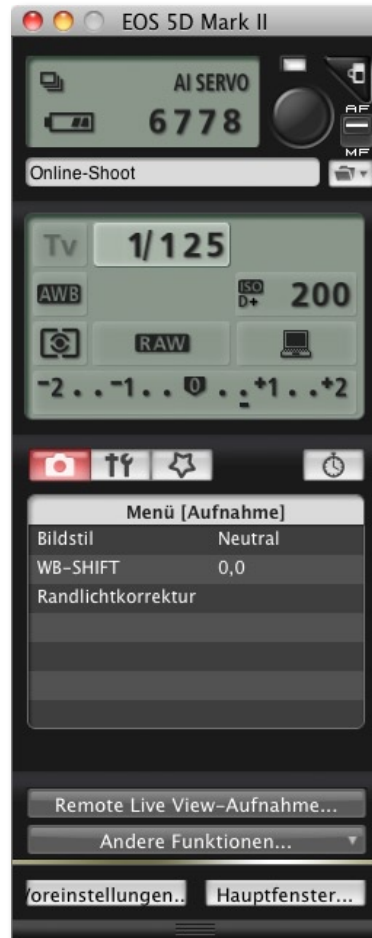 EOS 5D Mark II
AI SERVO
6778
AF
MF
Online-Shoot
Tv 1/125
AWB ISO D+ 200
RAW
-2..-1..0..+1..+2
Menü [Aufnahme]
Bildstil Neutral
WB-SHIFT 0,0
Randlichtkorrektur
Remote Live View-Aufnahme...
Andere Funktionen...
Voreinstellungen.. Hauptfenster...